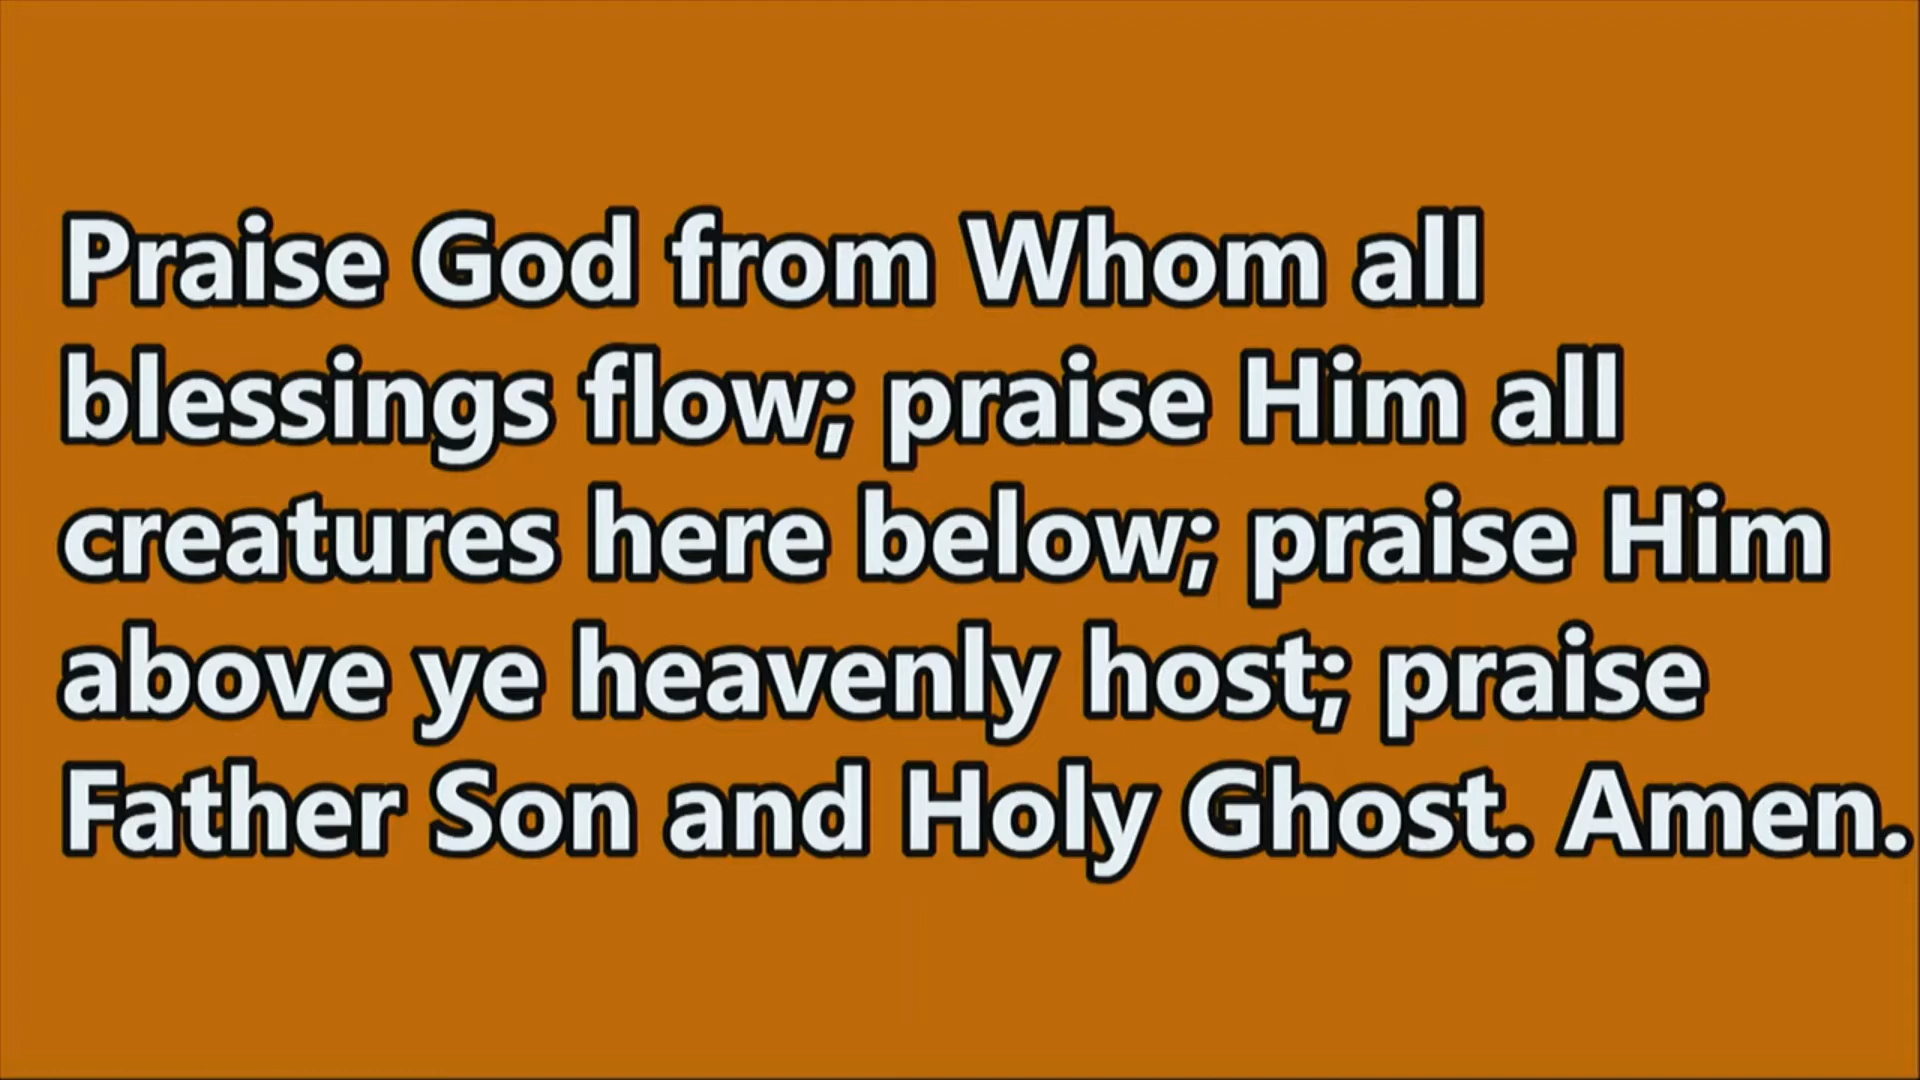 Praise God from Whom all
blessings flow; praise Him all
creatures here below; praise Him
above ye heavenly host; praise
Father Son and Holy Ghost. Amen.